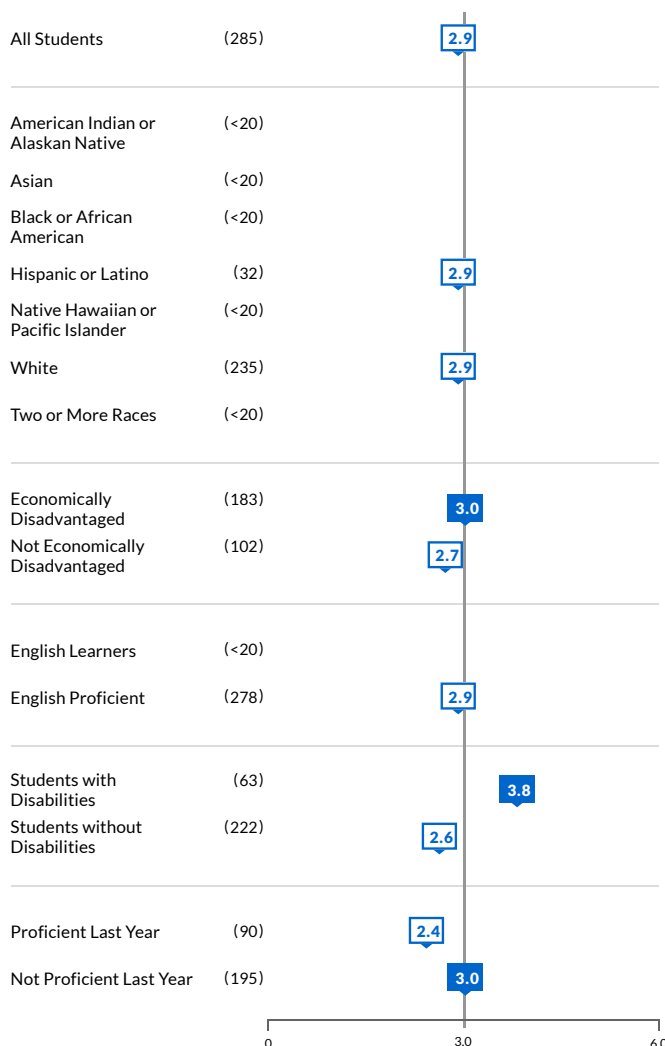 All Students (285) 2.9
American Indian or (<20)
Alaskan Native
Asian (<20)
Black or African (<20)
American
Hispanic or Latino (32) 2.9
Native Hawaiian or (<20)
Pacific Islander
White (235) 2.9
Two or More Races (<20)
Economically (183) 3.0
Disadvantaged
Not Economically (102) 2.7
Disadvantaged
English Learners (<20)
English Proficient (278) 2.9
Students with (63) 3.8
Disabilities
Students without (222) 2.6
Disabilities
Proficient Last Year (90) 2.4
Not Proficient Last Year (195) 3.0
0 3.0 6.0